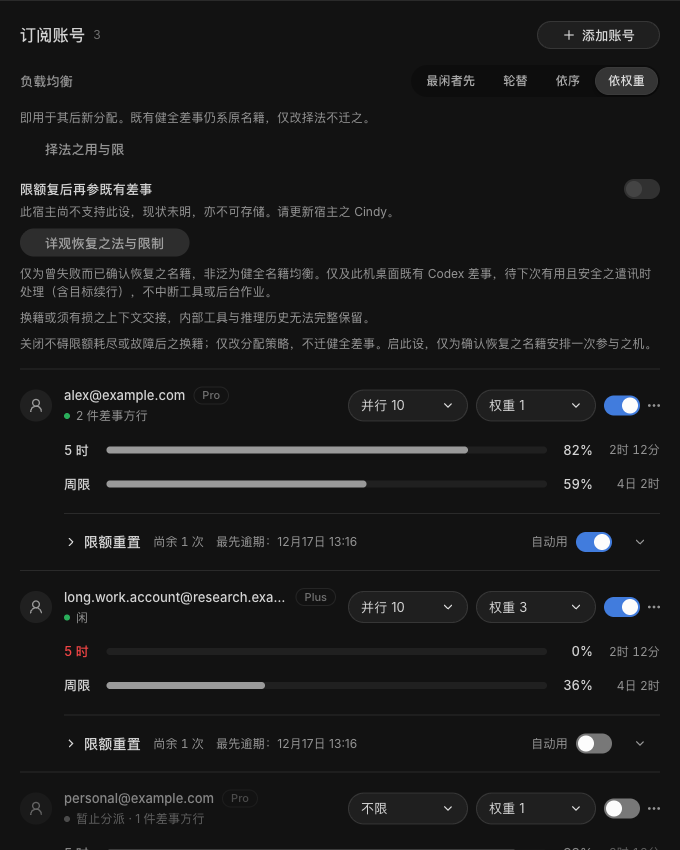 订阅账号 3
＋ 添加账号
负载均衡
最闲者先 轮替 依序 依权重
即用于其后新分配。既有健全差事仍系原名籍，仅改择法不迁之。
择法之用与限
限额复后再参既有差事
此宿主尚不支持此设，现状未明，亦不可存储。请更新宿主之 Cindy。
详观恢复之法与限制
仅为曾失败而已确认恢复之名籍，非泛为健全名籍均衡。仅及此机桌面既有 Codex 差事，待下次有用且安全之遣讯时
处理（含目标续行），不中断工具或后台作业。
换籍或须有损之上下文交接，内部工具与推理历史无法完整保留。
关闭不碍限额耗尽或故障后之换籍；仅改分配策略，不迁健全差事。启此设，仅为确认恢复之名籍安排一次参与之机。
alex@example.com Pro
2 件差事方行
并行 10 权重 1
5 时 82% 2时 12分
周限 59% 4日 2时
限额重置 尚余 1 次 最先逾期：12月17日 13:16 自动用
long.work.account@research.exa... Plus
闲
并行 10 权重 3
5 时 0% 2时 12分
周限 36% 4日 2时
限额重置 尚余 1 次 最先逾期：12月17日 13:16 自动用
personal@example.com Pro
暂止分派 · 1 件差事方行
不限 权重 1